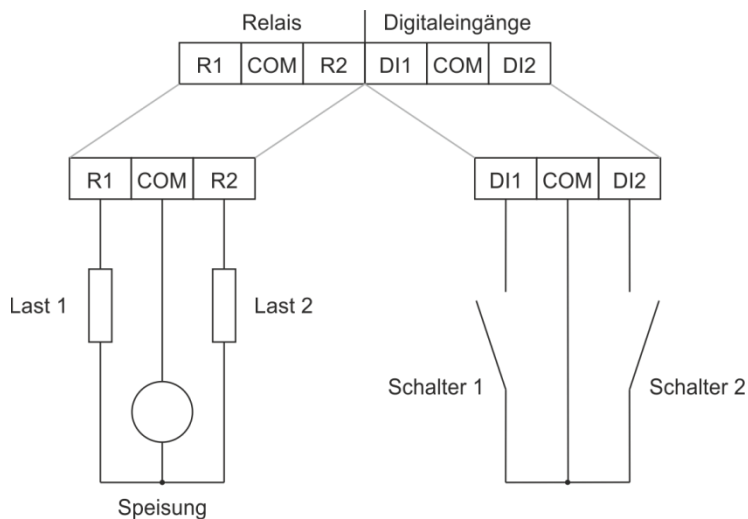 Relais Digitaleingänge
R1 COM R2 DI1 COM DI2
R1 COM R2
DI1 COM DI2
Last 1
Last 2
Schalter 1
Schalter 2
Speisung